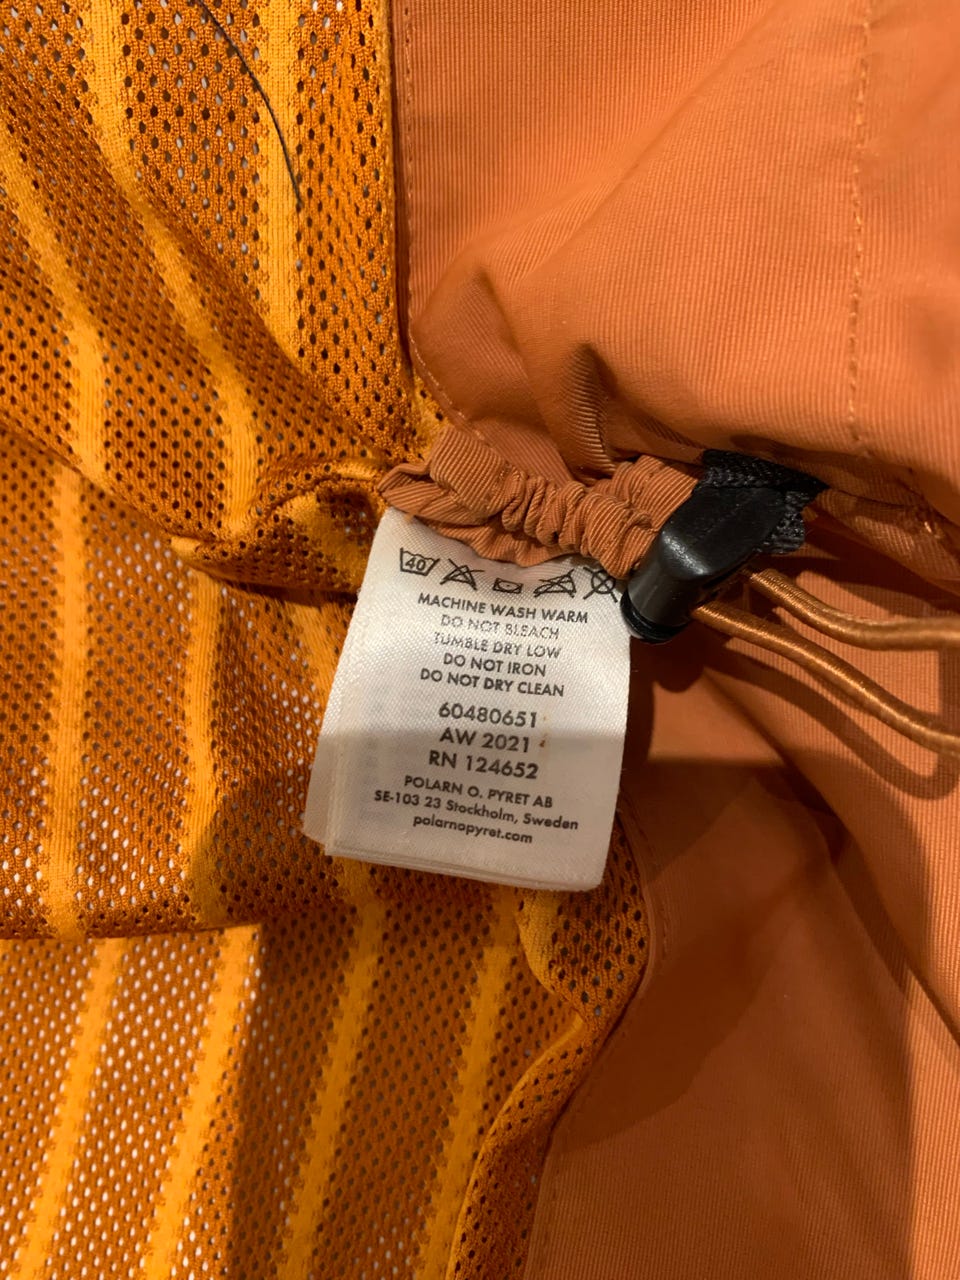 40
MACHINE WASH WARM
DO NOT BLEACH
TUMBLE DRY LOW
DO NOT IRON
DO NOT DRY CLEAN
60480651
AW 2021
RN 124652
POLARN O. PYRET AB
SE-103 23 Stockholm, Sweden
polarnopyret.com